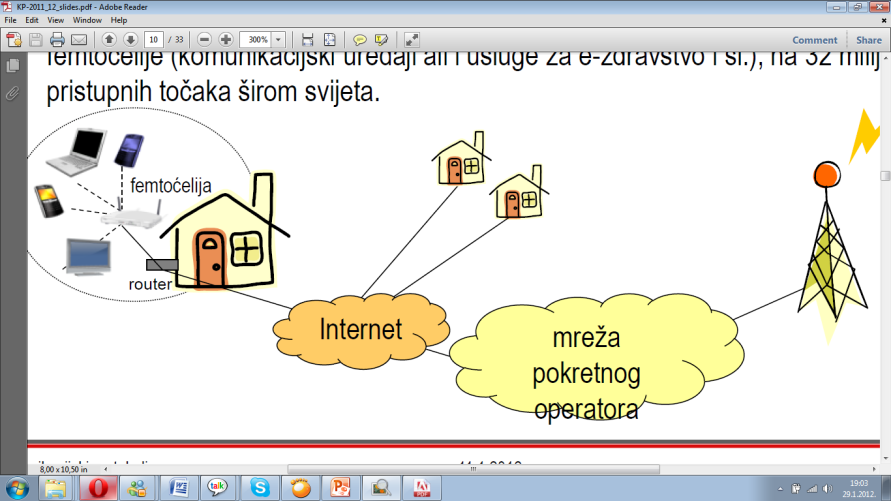 KP-2011_12_slides.pdf - Adobe Reader
File Edit View Window Help
10 / 33
300%
Comment
Share
femtoćelije (komunikacijski uređaji ali i usluge za e-zdravstvo i sl.), na 32 milij
pristupnih točaka širom svijeta.
femtoćelija
router
Internet
mreža
pokretnog
operatora
8,00 x 10,50 in
talk
PDF
19:03
29.1.2012.